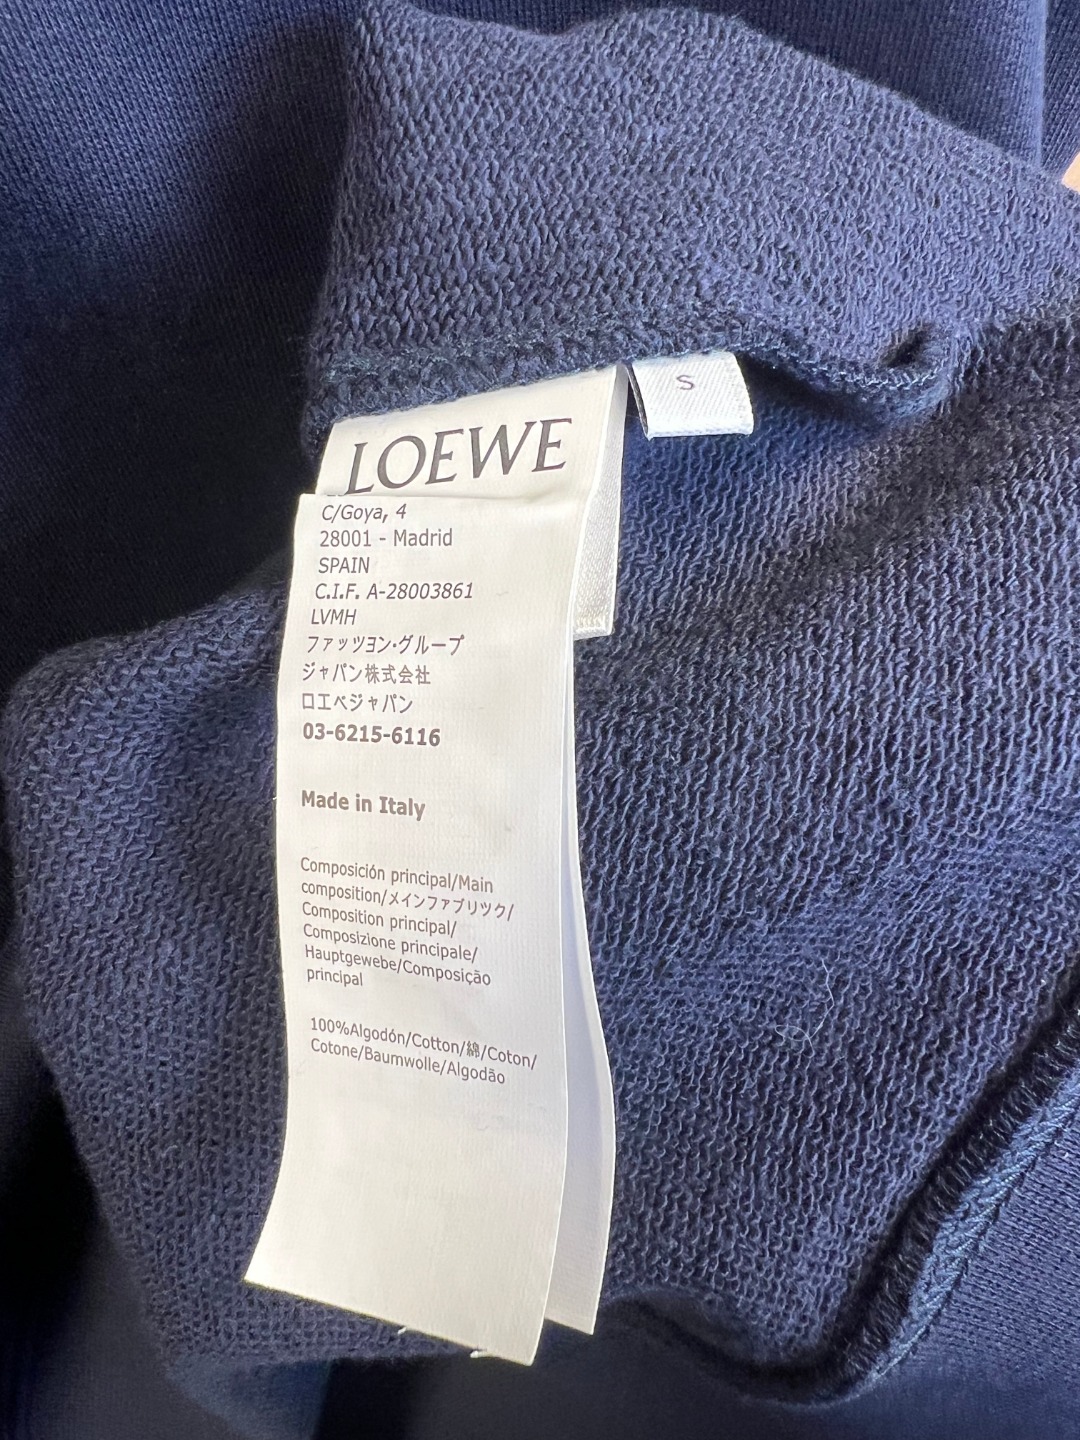 S
LOEWE
C/Goya, 4
28001 - Madrid
SPAIN
C.I.F. A-28003861
LVMH
ファッツヨン・グループ
ジャパン株式会社
ロエベジャパン
03-6215-6116
Made in Italy
Composición principal/Main
composition/メインファブリツク/
Composition principal/
Composizione principale/
Hauptgewebe/Composição
principal
100%Algodón/Cotton/綿/Coton/
Cotone/Baumwolle/Algodão